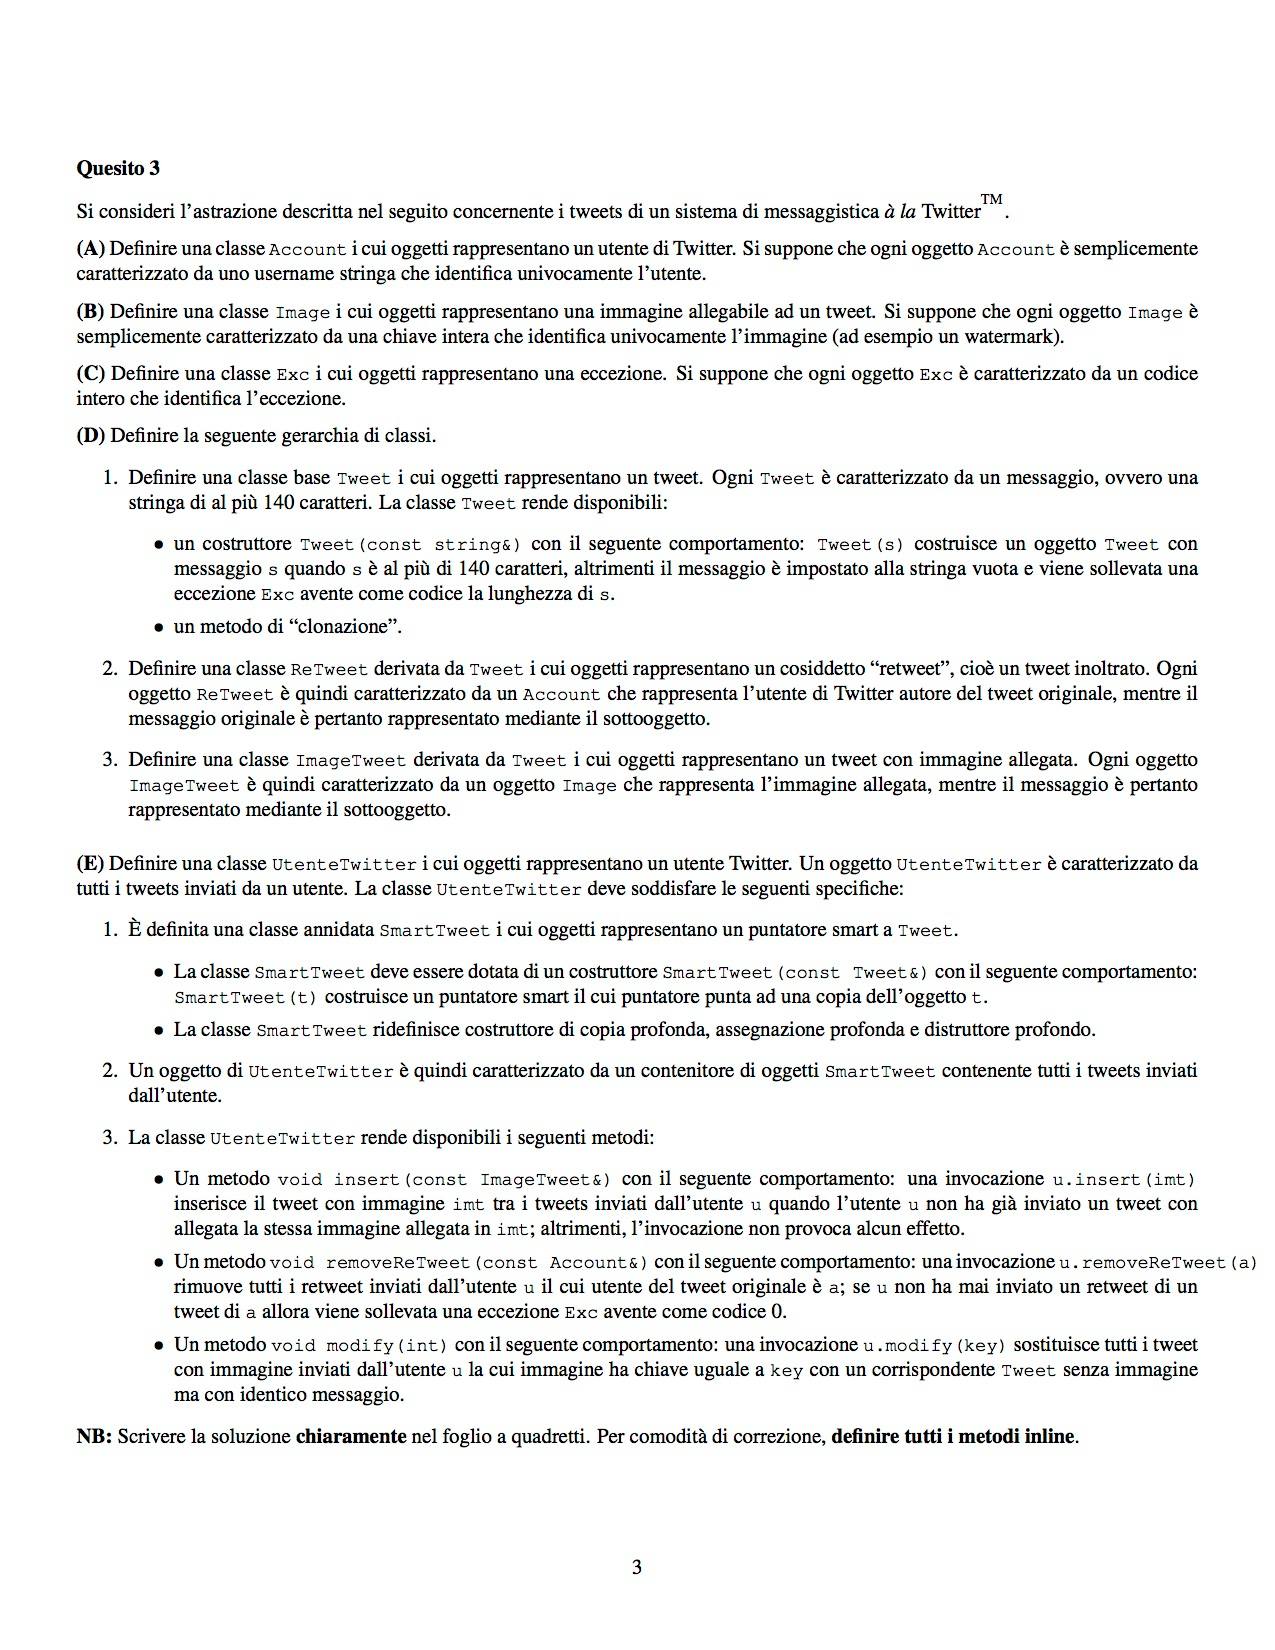 Quesito 3
Si consideri l'astrazione descritta nel seguito concernente i tweets di un sistema di messaggistica à la Twitter™.
(A) Definire una classe Account i cui oggetti rappresentano un utente di Twitter. Si suppone che ogni oggetto Account è semplicemente
caratterizzato da uno username stringa che identifica univocamente l'utente.
(B) Definire una classe Image i cui oggetti rappresentano una immagine allegabile ad un tweet. Si suppone che ogni oggetto Image è
semplicemente caratterizzato da una chiave intera che identifica univocamente l'immagine (ad esempio un watermark).
(C) Definire una classe Exc i cui oggetti rappresentano una eccezione. Si suppone che ogni oggetto Exc è caratterizzato da un codice
intero che identifica l'eccezione.
(D) Definire la seguente gerarchia di classi.
1. Definire una classe base Tweet i cui oggetti rappresentano un tweet. Ogni Tweet è caratterizzato da un messaggio, ovvero una
stringa di al più 140 caratteri. La classe Tweet rende disponibili:
• un costruttore Tweet(const string&) con il seguente comportamento: Tweet(s) costruisce un oggetto Tweet con
messaggio s quando s è al più di 140 caratteri, altrimenti il messaggio è impostato alla stringa vuota e viene sollevata una
eccezione Exc avente come codice la lunghezza di s.
• un metodo di "clonazione".
2. Definire una classe ReTweet derivata da Tweet i cui oggetti rappresentano un cosiddetto "retweet", cioè un tweet inoltrato. Ogni
oggetto ReTweet è quindi caratterizzato da un Account che rappresenta l'utente di Twitter autore del tweet originale, mentre il
messaggio originale è pertanto rappresentato mediante il sottooggetto.
3. Definire una classe ImageTweet derivata da Tweet i cui oggetti rappresentano un tweet con immagine allegata. Ogni oggetto
ImageTweet è quindi caratterizzato da un oggetto Image che rappresenta l'immagine allegata, mentre il messaggio è pertanto
rappresentato mediante il sottooggetto.
(E) Definire una classe UtenteTwitter i cui oggetti rappresentano un utente Twitter. Un oggetto UtenteTwitter è caratterizzato da
tutti i tweets inviati da un utente. La classe UtenteTwitter deve soddisfare le seguenti specifiche:
1. È definita una classe annidata SmartTweet i cui oggetti rappresentano un puntatore smart a Tweet.
• La classe SmartTweet deve essere dotata di un costruttore SmartTweet(const Tweet&) con il seguente comportamento:
SmartTweet(t) costruisce un puntatore smart il cui puntatore punta ad una copia dell'oggetto t.
• La classe SmartTweet ridefinisce costruttore di copia profonda, assegnazione profonda e distruttore profondo.
2. Un oggetto di UtenteTwitter è quindi caratterizzato da un contenitore di oggetti SmartTweet contenente tutti i tweets inviati
dall'utente.
3. La classe UtenteTwitter rende disponibili i seguenti metodi:
• Un metodo void insert(const ImageTweet&) con il seguente comportamento: una invocazione u.insert(imt)
inserisce il tweet con immagine imt tra i tweets inviati dall'utente u quando l'utente u non ha già inviato un tweet con
allegata la stessa immagine allegata in imt; altrimenti, l'invocazione non provoca alcun effetto.
• Un metodo void removeReTweet(const Account&) con il seguente comportamento: una invocazione u.removeReTweet(a)
rimuove tutti i retweet inviati dall'utente u il cui utente del tweet originale è a; se u non ha mai inviato un retweet di un
tweet di a allora viene sollevata una eccezione Exc avente come codice 0.
• Un metodo void modify(int) con il seguente comportamento: una invocazione u.modify(key) sostituisce tutti i tweet
con immagine inviati dall'utente u la cui immagine ha chiave uguale a key con un corrispondente Tweet senza immagine
ma con identico messaggio.
NB: Scrivere la soluzione chiaramente nel foglio a quadretti. Per comodità di correzione, definire tutti i metodi inline.
3